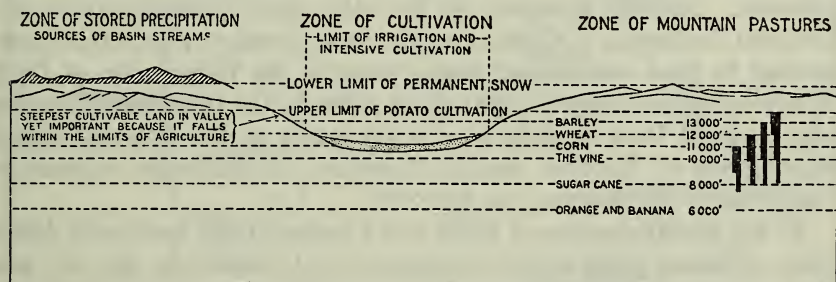 ZONE OF STORED PRECIPITATION
SOURCES OF BASIN STREAMS
ZONE OF CULTIVATION
LIMIT OF IRRIGATION AND
INTENSIVE CULTIVATION
ZONE OF MOUNTAIN PASTURES
LOWER LIMIT OF PERMANENT SNOW
UPPER LIMIT OF POTATO CULTIVATION
STEEPEST CULTIVABLE LAND IN VALLEY
YET IMPORTANT BECAUSE IT FALLS
WITHIN THE LIMITS OF AGRICULTURE
BARLEY 13 000'
WHEAT 12 000'
CORN 11 000'
THE VINE 10 000'
SUGAR CANE 8 000'
ORANGE AND BANANA 6 000'